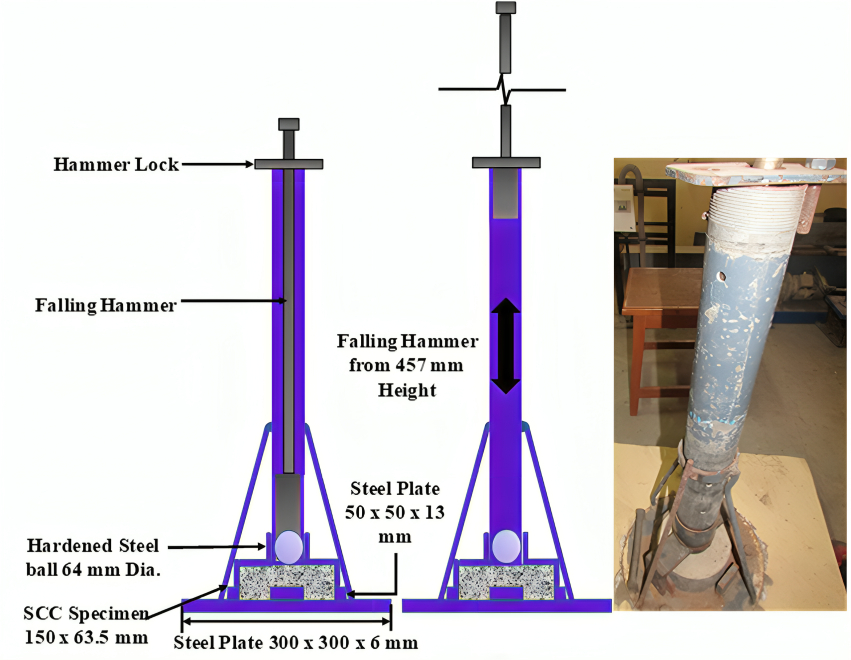 Hammer Lock
Falling Hammer
Falling Hammer
from 457 mm
Height
Steel Plate
50 x 50 x 13
mm
Hardened Steel
ball 64 mm Dia.
SCC Specimen
150 x 63.5 mm
Steel Plate 300 x 300 x 6 mm